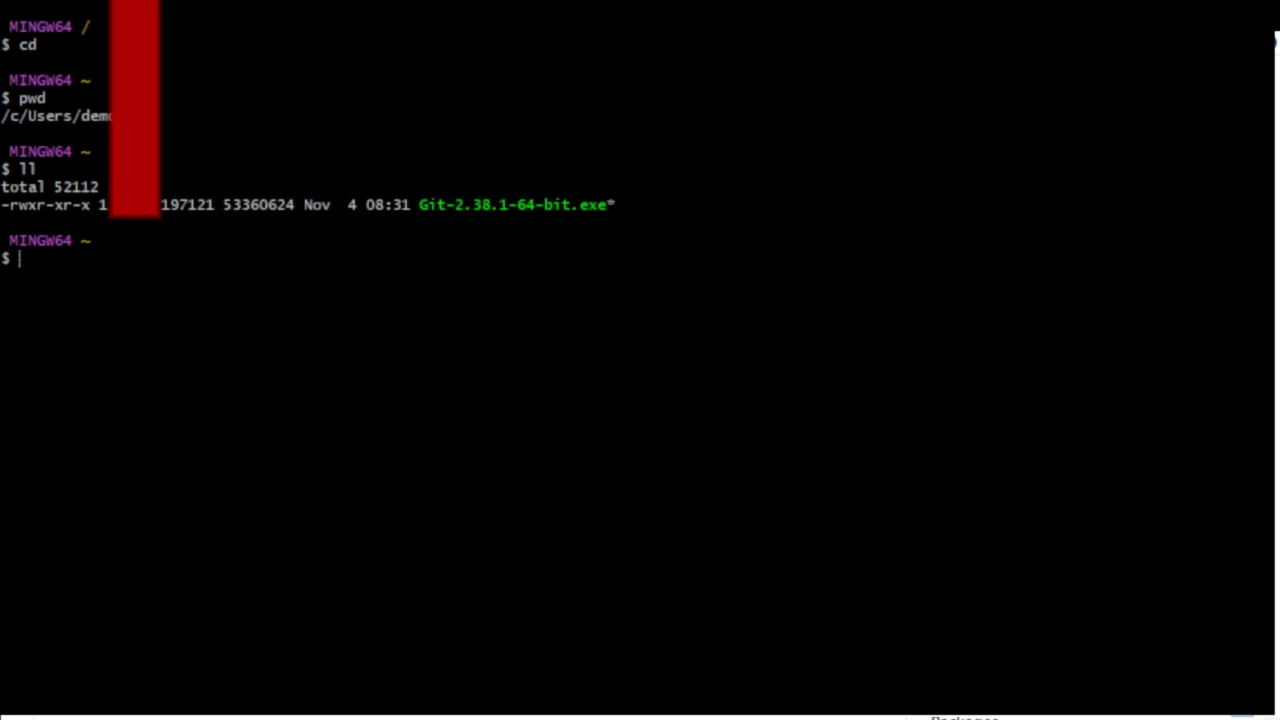 MINGW64 /
$ cd
MINGW64 ~
$ pwd
/c/Users/demo
MINGW64 ~
$ ll
total 52112
-rwxr-xr-x 1 197121 53360624 Nov  4 08:31 Git-2.38.1-64-bit.exe*
MINGW64 ~
$